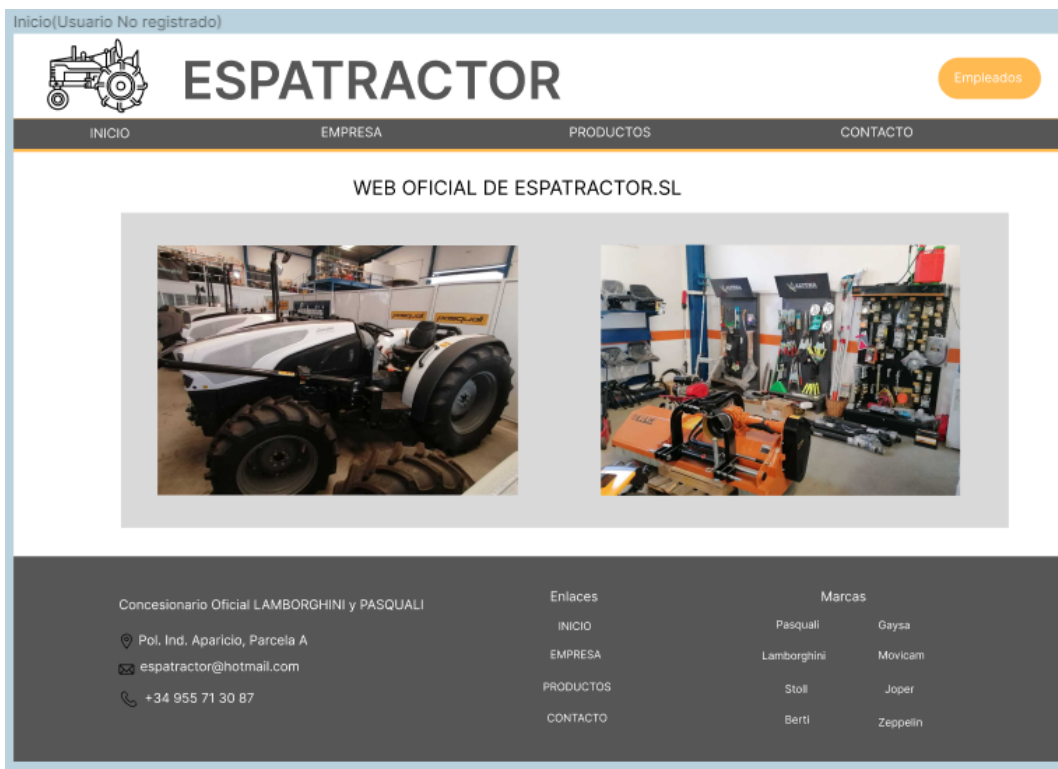 Inicio(Usuario No registrado)
ESPATRACTOR
Empleados
INICIO EMPRESA PRODUCTOS CONTACTO
WEB OFICIAL DE ESPATRACTOR.SL
pasquali pasquali
Concesionario Oficial LAMBORGHINI y PASQUALI
Pol. Ind. Aparicio, Parcela A
espatractor@hotmail.com
+34 955 71 30 87
Enlaces
INICIO
EMPRESA
PRODUCTOS
CONTACTO
Marcas
Pasquali Gaysa
Lamborghini Movicam
Stoll Joper
Berti Zeppelin